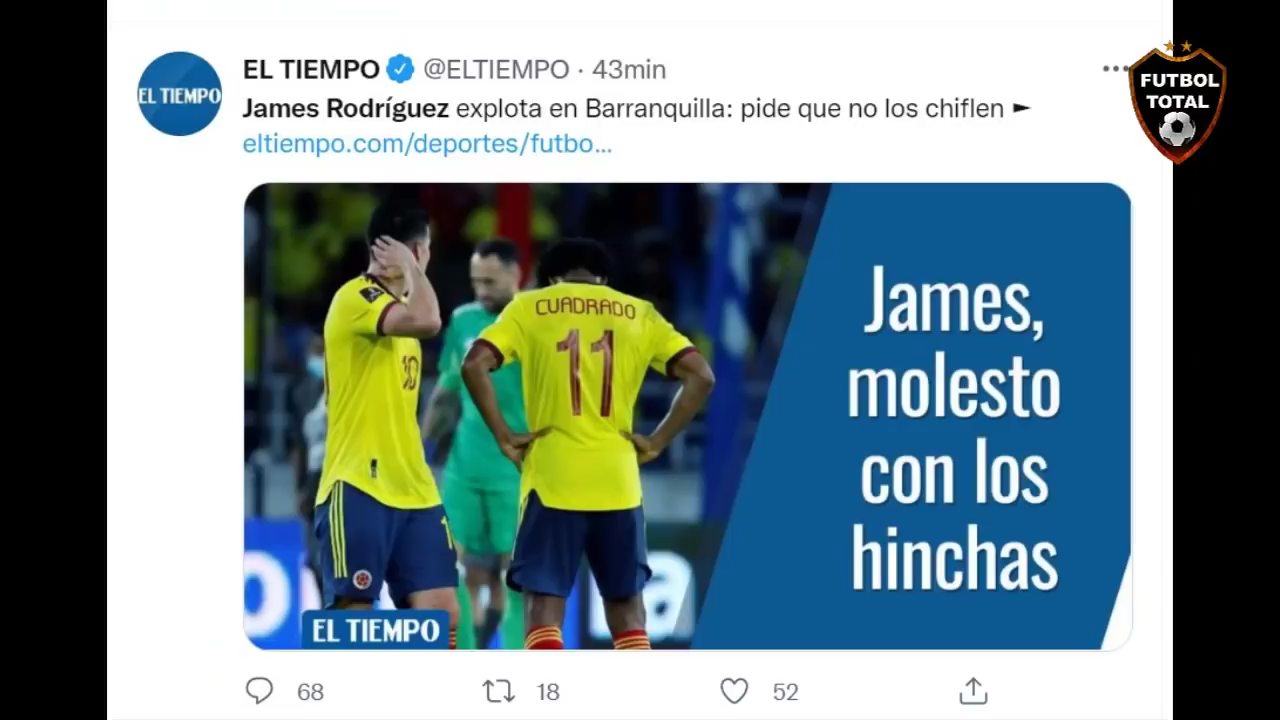 EL TIEMPO @ELTIEMPO · 43min
James Rodríguez explota en Barranquilla: pide que no los chiflen ►
eltiempo.com/deportes/futbo...
EL TIEMPO
FUTBOL
TOTAL
CUADRADO
11
10
James,
molesto
con los
hinchas
EL TIEMPO
68
18
52